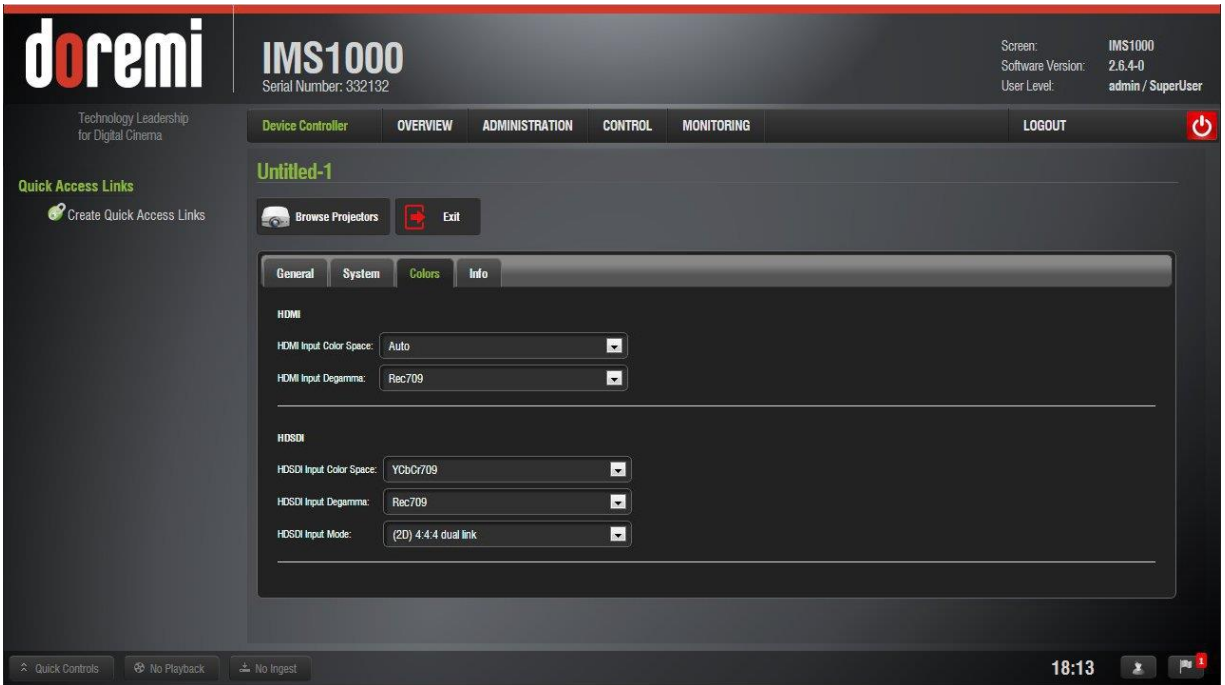 doremi
Technology Leadership
for Digital Cinema
IMS1000
Serial Number: 332132
Screen: IMS1000
Software Version: 2.6.4-0
User Level: admin / SuperUser
Device Controller OVERVIEW ADMINISTRATION CONTROL MONITORING LOGOUT
Quick Access Links
Create Quick Access Links
Untitled-1
Browse Projectors Exit
General System Colors Info
HDMI
HDMI Input Color Space: Auto
HDMI Input Degamma: Rec709
HDSDI
HDSDI Input Color Space: YCbCr709
HDSDI Input Degamma: Rec709
HDSDI Input Mode: (2D) 4:4:4 dual link
Quick Controls No Playback No Ingest 18:13 1